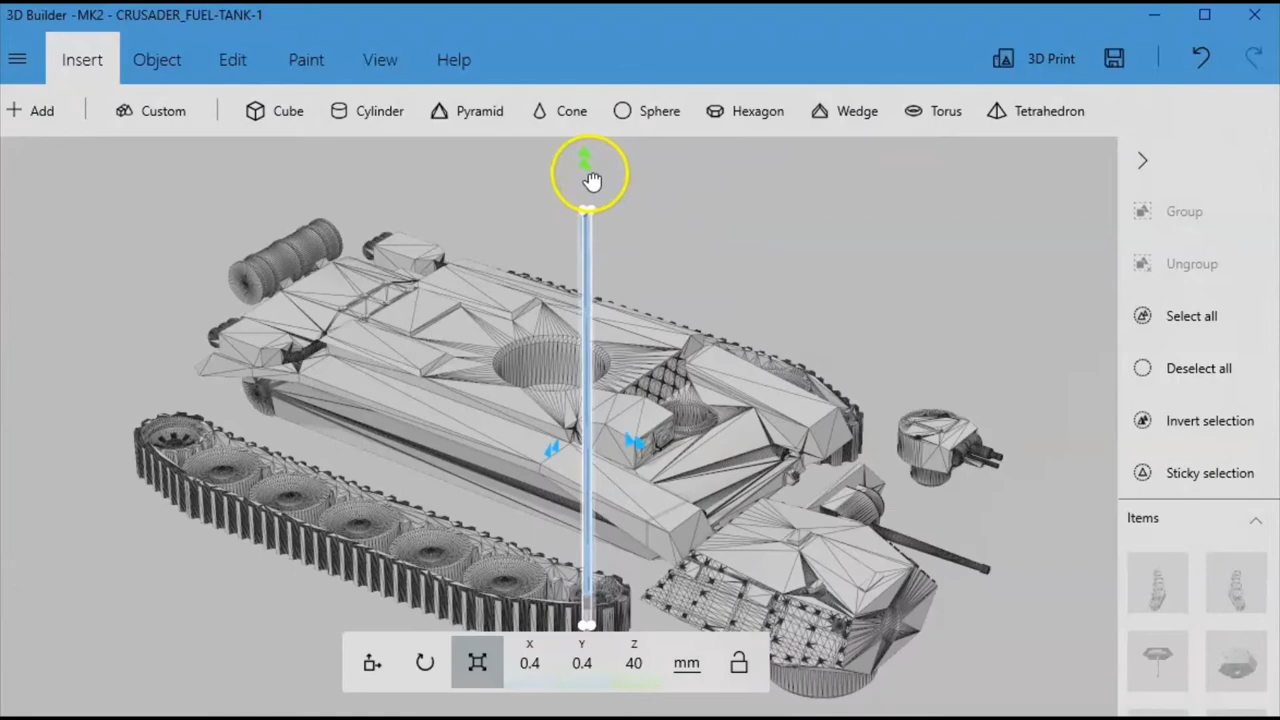 3D Builder - MK2 - CRUSADER_FUEL-TANK-1
Insert Object Edit Paint View Help 3D Print
Add Custom Cube Cylinder Pyramid Cone Sphere Hexagon Wedge Torus Tetrahedron
Group
Ungroup
Select all
Deselect all
Invert selection
Sticky selection
Items
X Y Z
0.4 0.4 40 mm